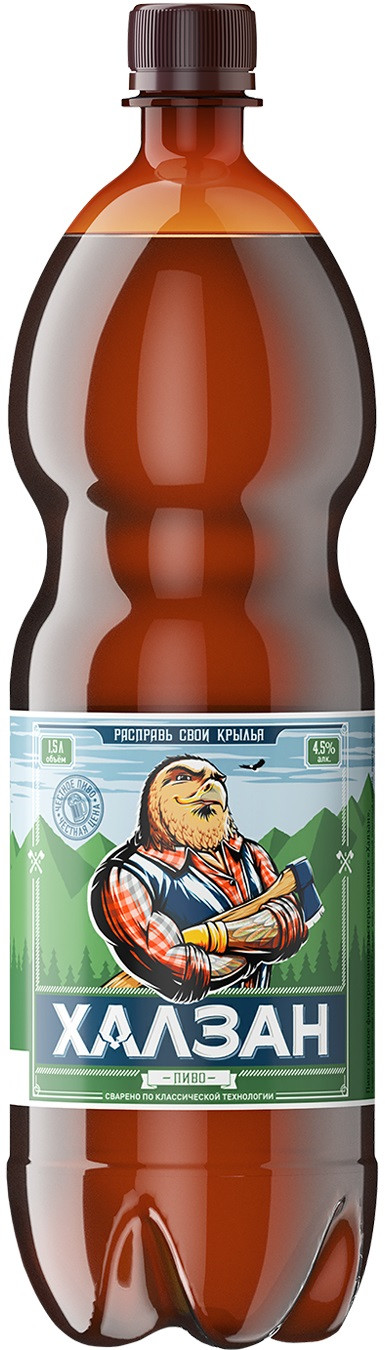 РАСПРАВЬ СВОИ КРЫЛЬЯ
1,5 Л
объём
4,5%
алк.
ЧЕСТНОЕ ПИВО
ЧЕСТНАЯ ЦЕНА
ХАЛЗАН
ПИВО
СВАРЕНО ПО КЛАССИЧЕСКОЙ ТЕХНОЛОГИИ